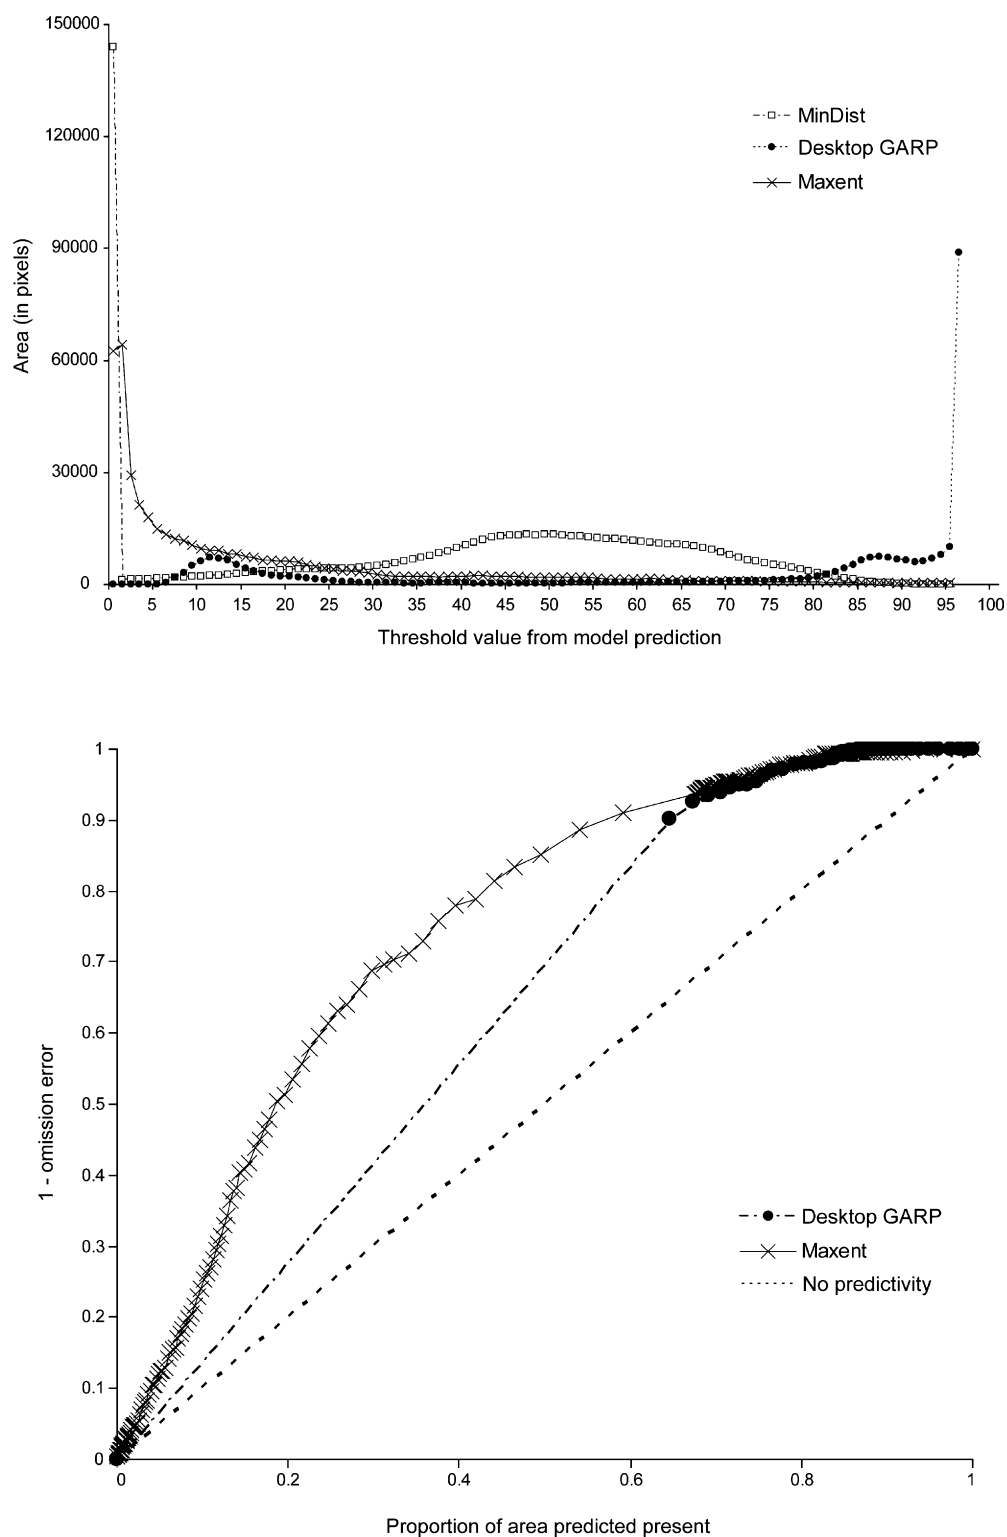 150000
120000
90000
60000
30000
0
Area (in pixels)
MinDist
Desktop GARP
Maxent
0 5 10 15 20 25 30 35 40 45 50 55 60 65 70 75 80 85 90 95 100
Threshold value from model prediction
1
0.9
0.8
0.7
0.6
0.5
0.4
0.3
0.2
0.1
0
1 - omission error
Desktop GARP
Maxent
No predictivity
0 0.2 0.4 0.6 0.8 1
Proportion of area predicted present